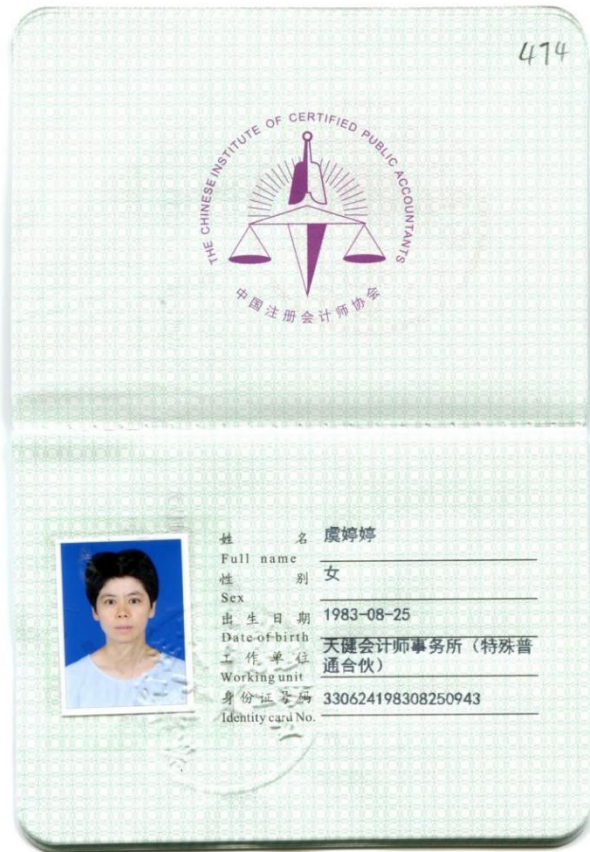 474
THE CHINESE INSTITUTE OF CERTIFIED PUBLIC ACCOUNTANTS
中国注册会计师协会
姓 名 虞婷婷
Full name
性 别 女
Sex
出生日期 1983-08-25
Date of birth
工作单位 天健会计师事务所（特殊普
通合伙）
Working unit
身份证号码 330624198308250943
Identity card No.